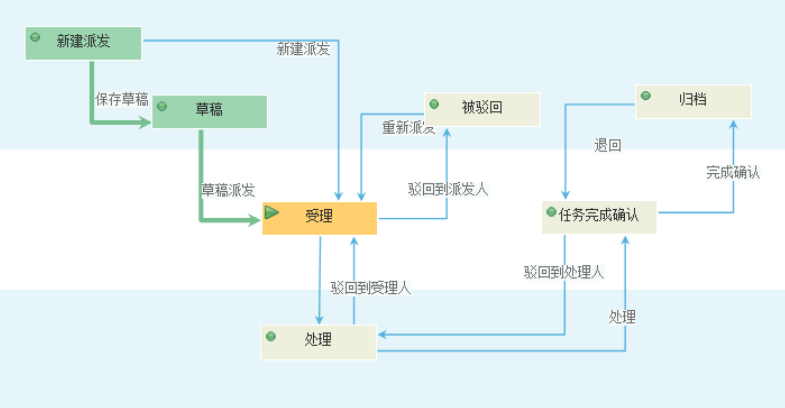 新建派发
新建派发
保存草稿
草稿
被驳回
归档
重新派发
退回
完成确认
草稿派发
驳回到派发人
受理
任务完成确认
驳回到处理人
驳回到受理人
处理
处理